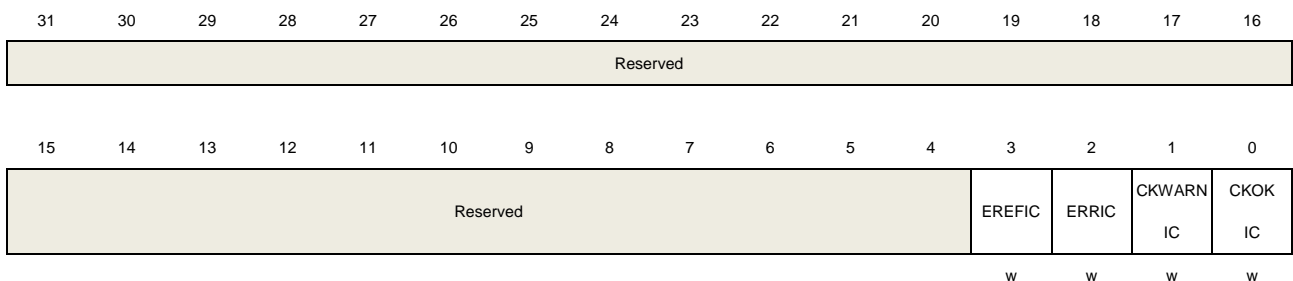 31 30 29 28 27 26 25 24 23 22 21 20 19 18 17 16
Reserved
15 14 13 12 11 10 9 8 7 6 5 4 3 2 1 0
Reserved EREFIC ERRIC CKWARN IC CKOK IC
w w w w